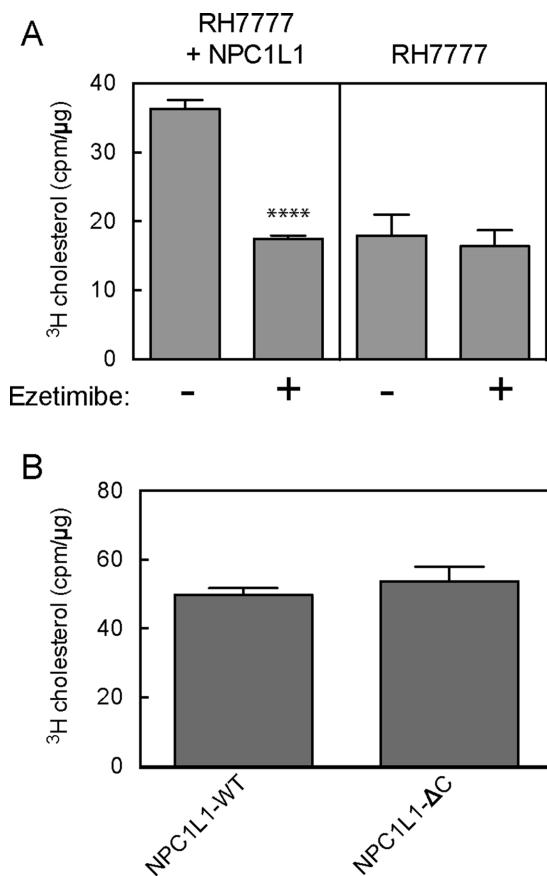 A
RH7777
+ NPC1L1
RH7777
³H cholesterol (cpm/µg)
40
30
20
10
0
****
Ezetimibe: - + - +
B
³H cholesterol (cpm/µg)
80
60
40
20
0
NPC1L1-WT
NPC1L1-ΔC